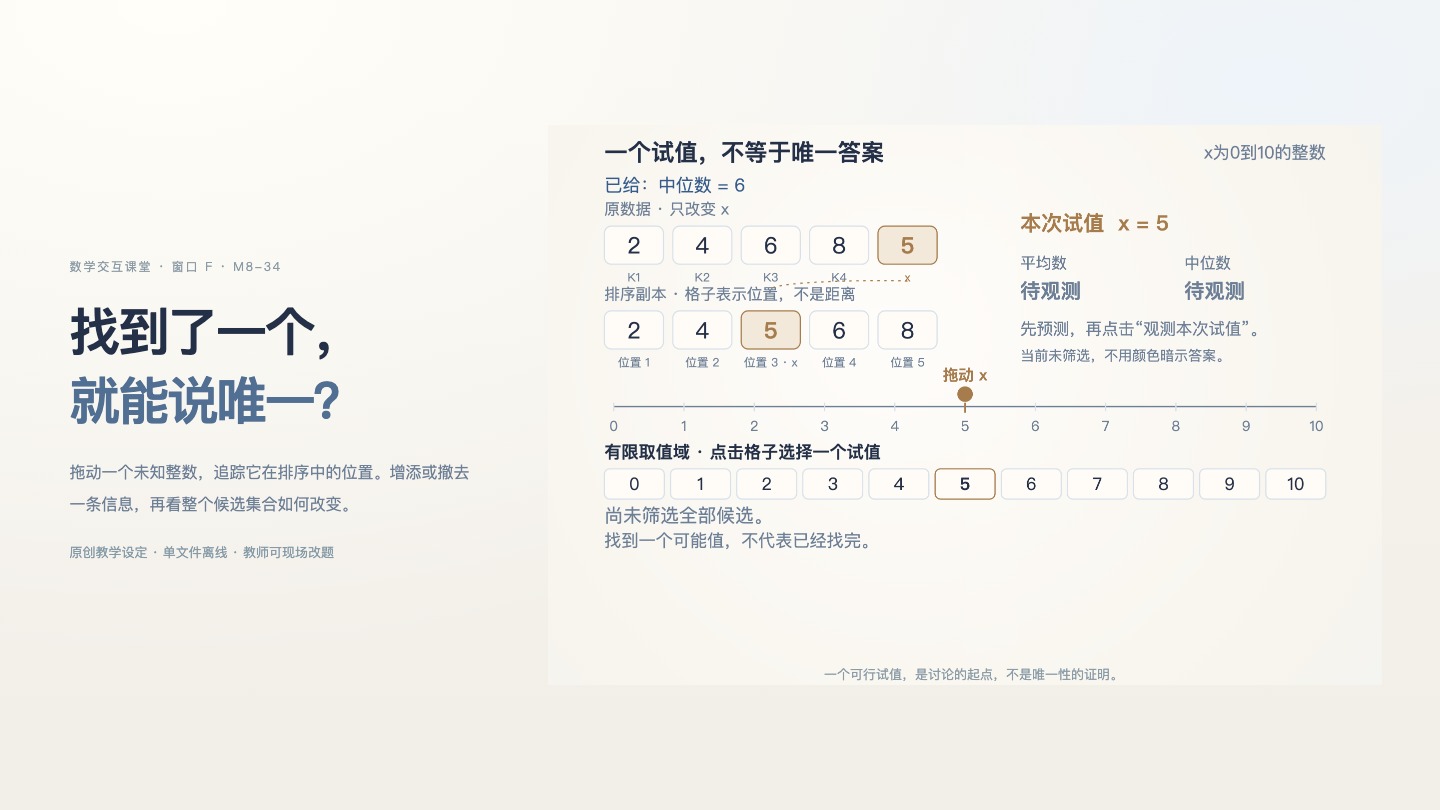 数学交互课堂 · 窗口 F · M8–34
找到了一个，
就能说唯一？
拖动一个未知整数，追踪它在排序中的位置。增添或撤去
一条信息，再看整个候选集合如何改变。
原创教学设定 · 单文件离线 · 教师可现场改题
一个试值，不等于唯一答案
x为0到10的整数
已给：中位数 = 6
原数据 · 只改变 x
2 4 6 8 5
K1 K2 K3 K4 x
排序副本 · 格子表示位置，不是距离
2 4 5 6 8
位置 1 位置 2 位置 3 · x 位置 4 位置 5
本次试值 x = 5
平均数 中位数
待观测 待观测
先预测，再点击“观测本次试值”。
当前未筛选，不用颜色暗示答案。
拖动 x
0 1 2 3 4 5 6 7 8 9 10
有限取值域 · 点击格子选择一个试值
0 1 2 3 4 5 6 7 8 9 10
尚未筛选全部候选。
找到一个可能值，不代表已经找完。
一个可行试值，是讨论的起点，不是唯一性的证明。